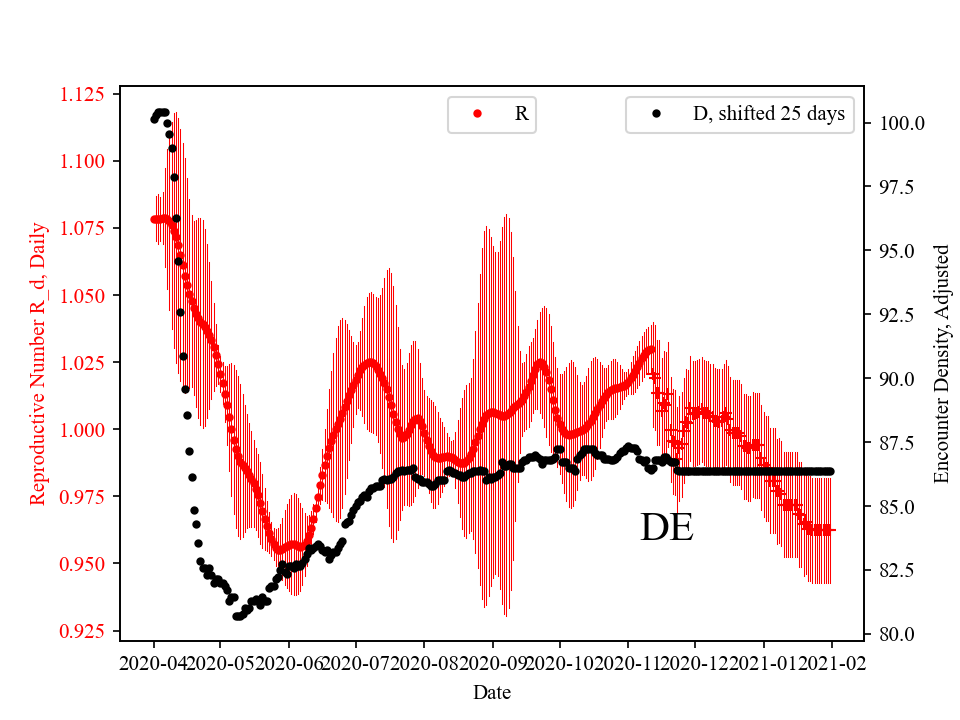 R
D, shifted 25 days
1.125
1.100
1.075
1.050
1.025
1.000
0.975
0.950
0.925
Reproductive Number R_d, Daily
100.0
97.5
95.0
92.5
90.0
87.5
85.0
82.5
80.0
Encounter Density, Adjusted
DE
2020-04 2020-05 2020-06 2020-07 2020-08 2020-09 2020-10 2020-11 2020-12 2021-01 2021-02
Date